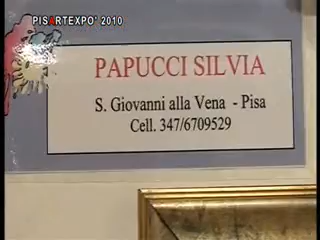 PISARTEXPO' 2010
PAPUCCI SILVIA
S. Giovanni alla Vena - Pisa
Cell. 347/6709529